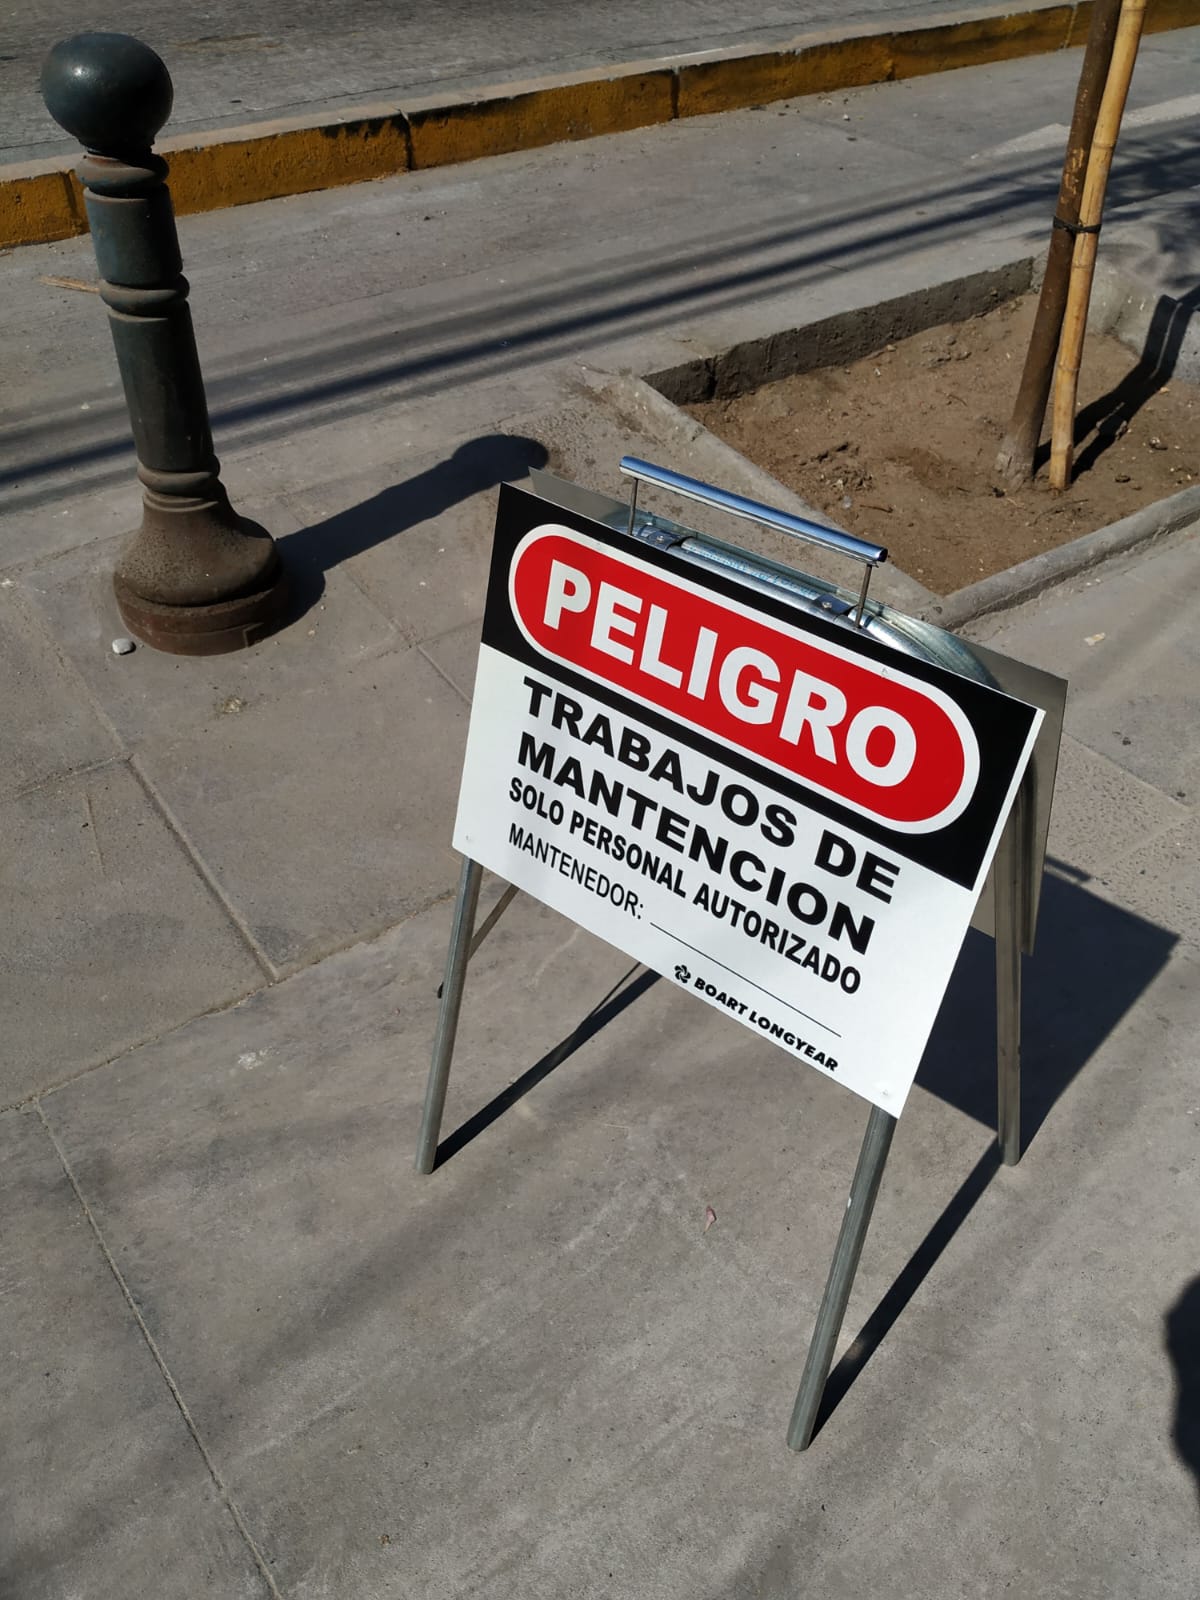 PELIGRO
TRABAJOS DE
MANTENCION
SOLO PERSONAL AUTORIZADO
MANTENEDOR:
BOART LONGYEAR